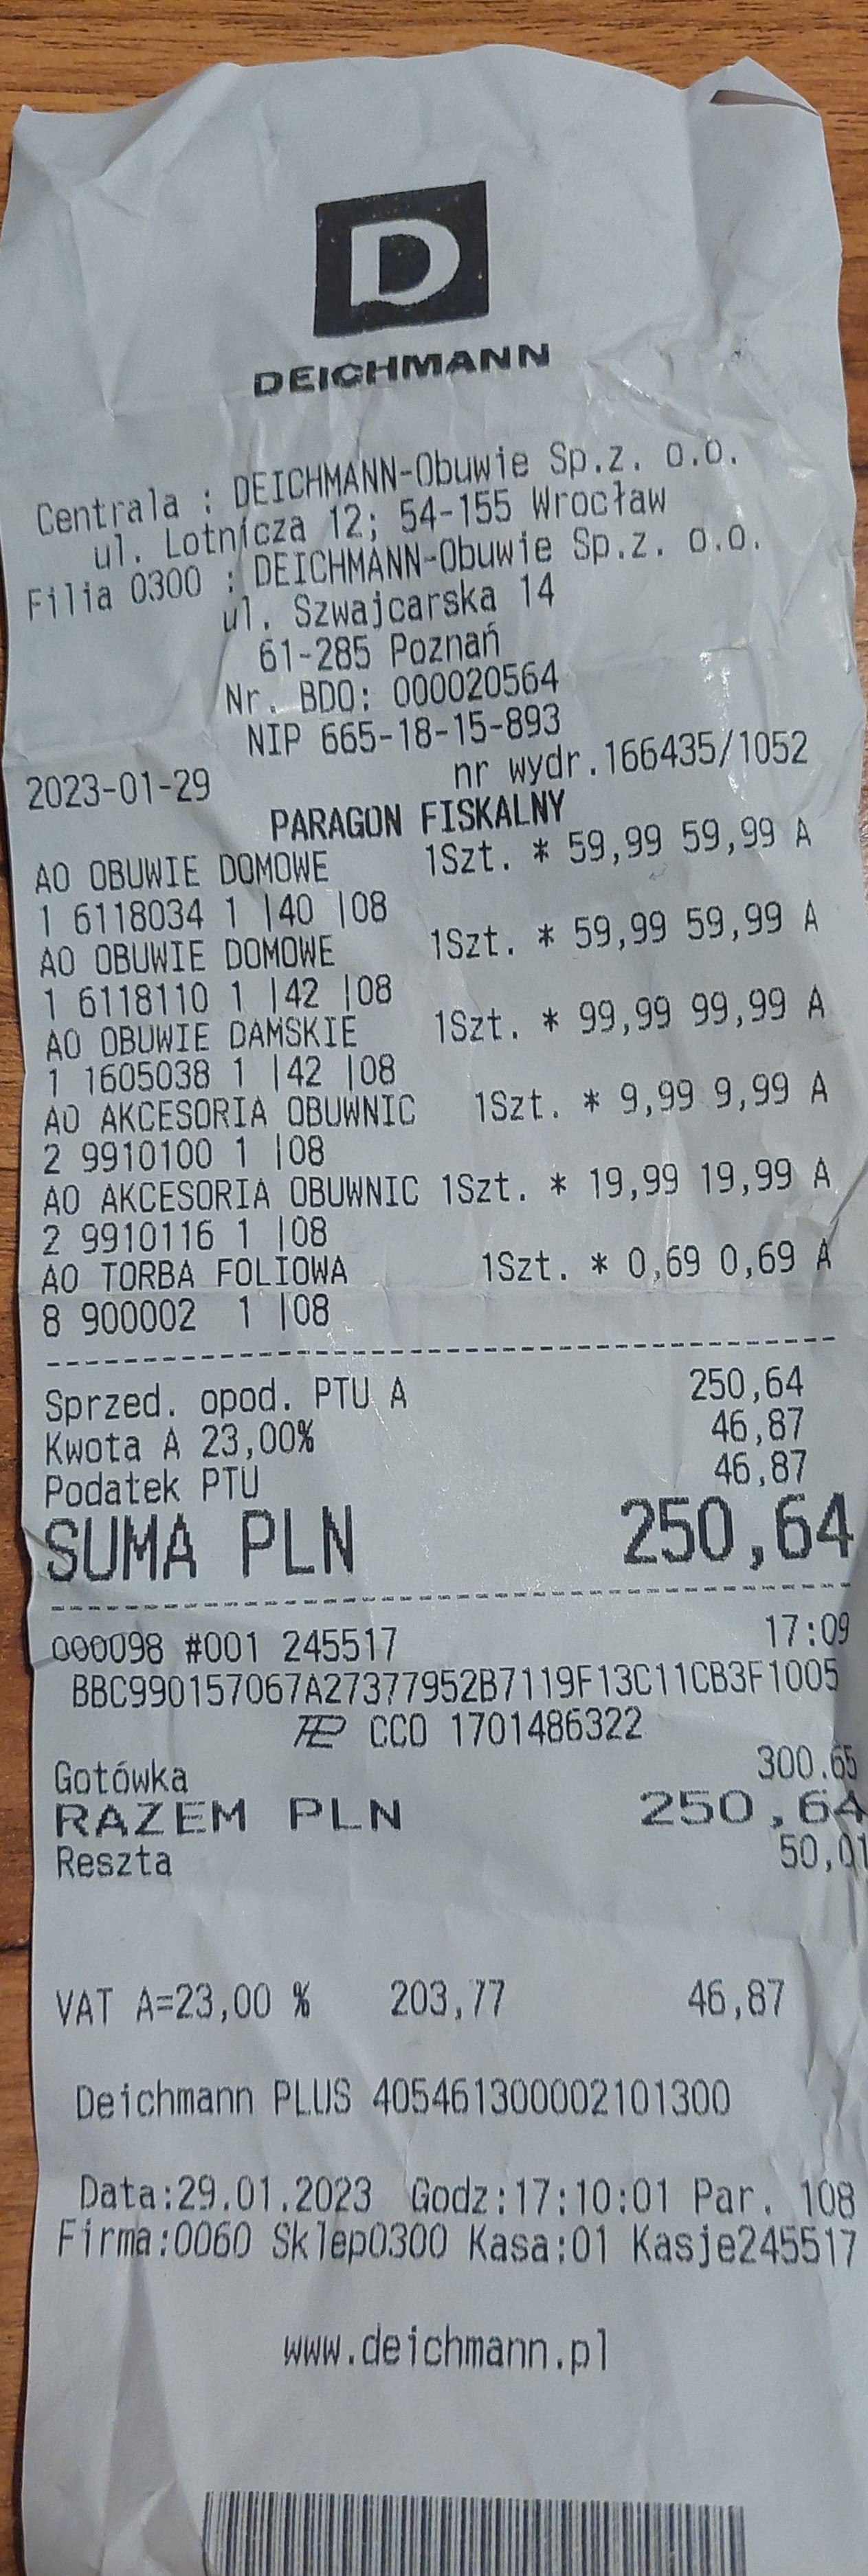 D
DEICHMANN
Centrala : DEICHMANN-Obuwie Sp.z. o.o.
ul. Lotnicza 12; 54-155 Wrocław
Filia 0300 : DEICHMANN-Obuwie Sp.z. o.o.
ul. Szwajcarska 14
61-285 Poznań
Nr. BDO: 000020564
NIP 665-18-15-893
2023-01-29 nr wydr.166435/1052
PARAGON FISKALNY
AO OBUWIE DOMOWE 1Szt. * 59,99 59,99 A
1 6118034 1 |40 |08
AO OBUWIE DOMOWE 1Szt. * 59,99 59,99 A
1 6118110 1 |42 |08
AO OBUWIE DAMSKIE 1Szt. * 99,99 99,99 A
1 1605038 1 |42 |08
AO AKCESORIA OBUWNIC 1Szt. * 9,99 9,99 A
2 9910100 1 |08
AO AKCESORIA OBUWNIC 1Szt. * 19,99 19,99 A
2 9910116 1 |08
AO TORBA FOLIOWA 1Szt. * 0,69 0,69 A
8 900002 1 |08
Sprzed. opod. PTU A 250,64
Kwota A 23,00% 46,87
Podatek PTU 46,87
SUMA PLN 250,64
000098 #001 245517 17:09
BBC990157067A27377952B7119F13C11CB3F1005
CCO 1701486322
Gotówka 300.65
RAZEM PLN 250,64
Reszta 50,01
VAT A=23,00 % 203,77 46,87
Deichmann PLUS 405461300002101300
Data:29.01.2023 Godz:17:10:01 Par. 108
Firma:0060 Sklep0300 Kasa:01 Kasje245517
www.deichmann.pl